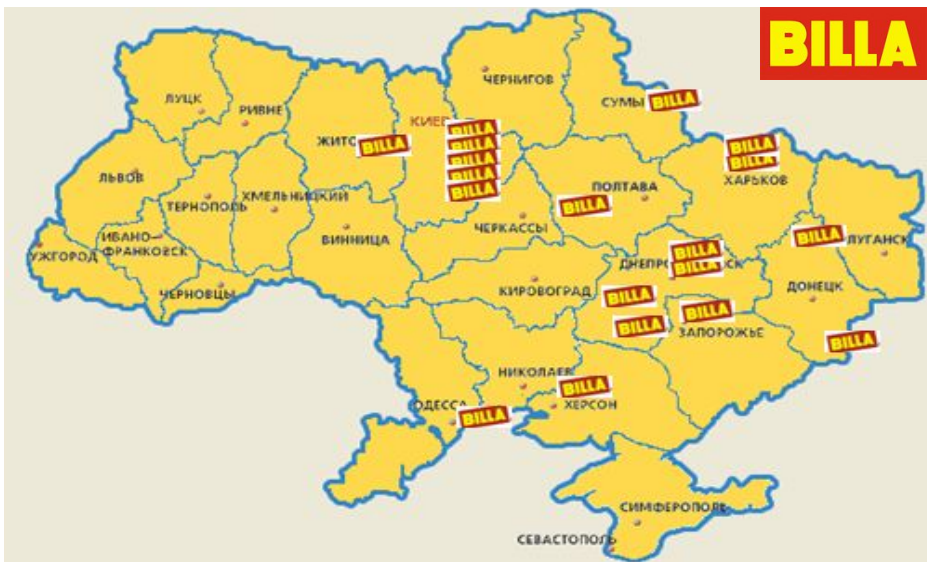 BILLA
ЧЕРНИГОВ
ЛУЦК
РИВНЕ
СУМЫ
BILLA
КИЕВ
ЖИТО
BILLA
BILLA
BILLA
BILLA
BILLA
BILLA
BILLA
BILLA
ХАРЬКОВ
ЛЬВОВ
ТЕРНОПОЛЬ
ХМЕЛЬНИЦКИЙ
ПОЛТАВА
BILLA
ЧЕРКАССЫ
ВИННИЦА
ИВАНО-
ФРАНКОВСК
УЖГОРОД
BILLA
ЛУГАНСК
BILLA
BILLA
ДНЕПРО
СК
ДОНЕЦК
ЧЕРНОВЦЫ
КИРОВОГРАД
BILLA
BILLA
BILLA
ЗАПОРОЖЬЕ
BILLA
НИКОЛАЕВ
BILLA
ХЕРСОН
ОДЕССА
BILLA
СИМФЕРОПОЛЬ
СЕВАСТОПОЛЬ